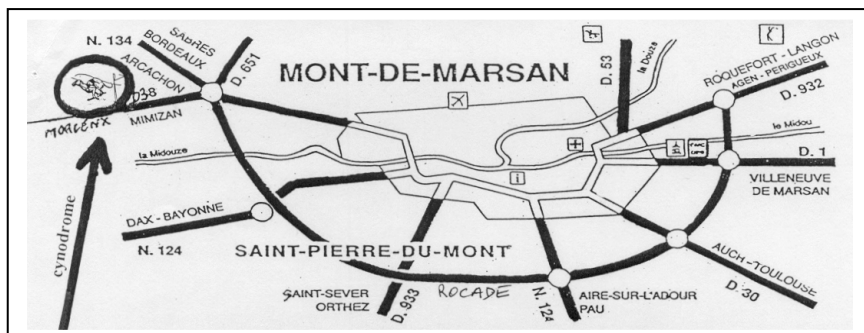 N. 134
SABRES
BORDEAUX
ARCACHON
D. 651
D38
MIMIZAN
MORCENX
cynodrome
MONT-DE-MARSAN
D. 53
la Douze
ROQUEFORT - LANGON
AGEN - PERIGUEUX
D. 932
le Midou
D. 1
VILLENEUVE
DE MARSAN
la Midouze
i
DAX - BAYONNE
N. 124
SAINT-PIERRE-DU-MONT
AUCH-TOULOUSE
D. 30
SAINT-SEVER
ORTHEZ
D. 933
ROCADE
N. 124
AIRE-SUR-L'ADOUR
PAU